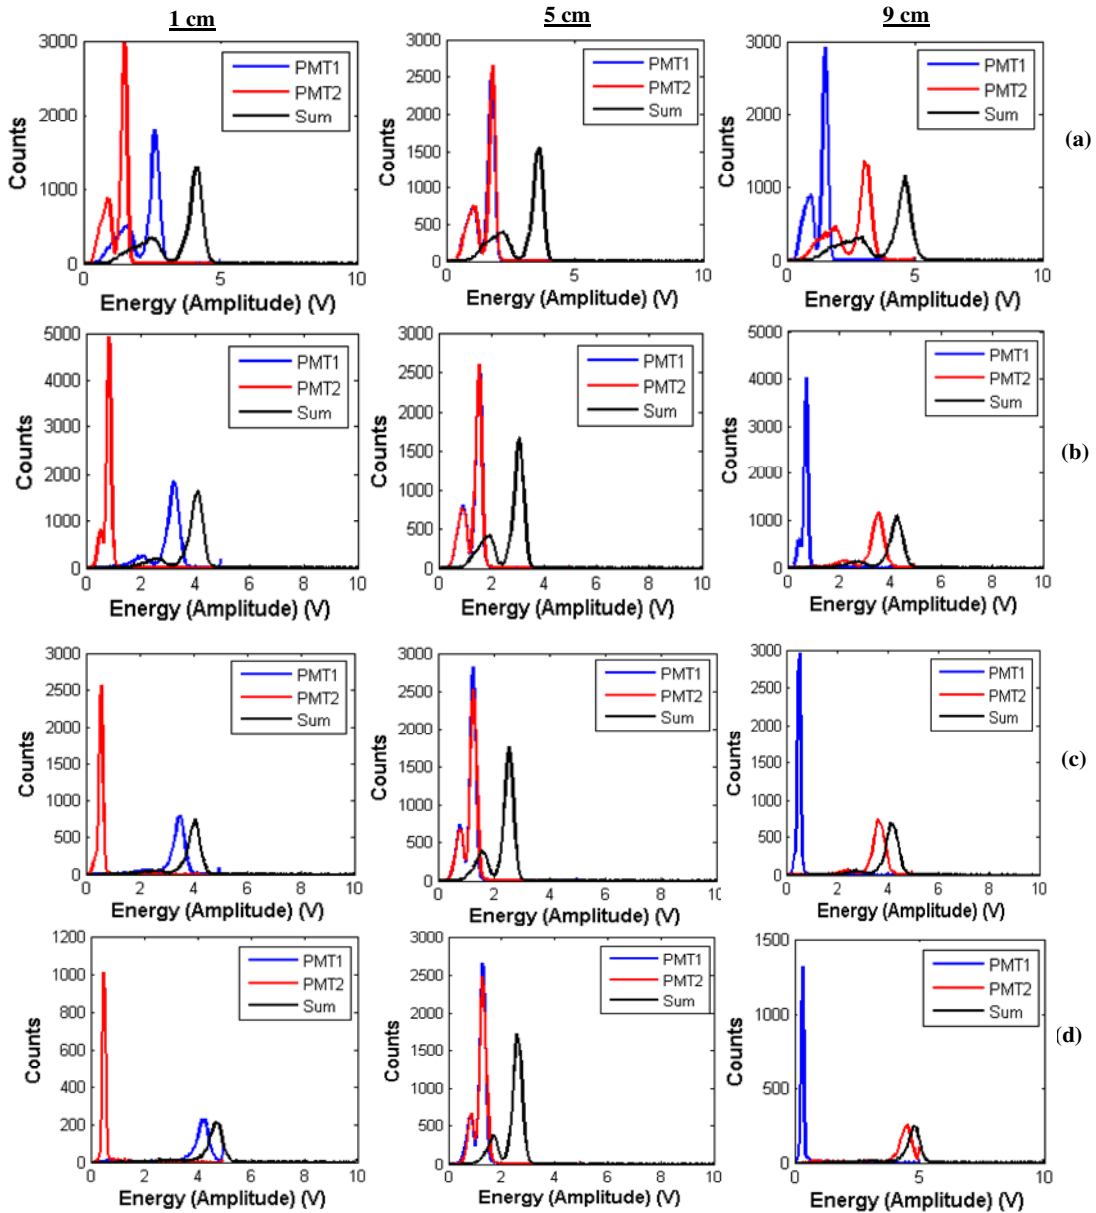 1 cm 5 cm 9 cm
3000 2500 2000 1500 1000 500 0
Counts
PMT1
PMT2
Sum
0 5 10
Energy (Amplitude) (V)
3000 2500 2000 1500 1000 500 0
Counts
PMT1
PMT2
Sum
0 5 10
Energy (Amplitude) (V)
3000 2000 1000 0
Counts
PMT1
PMT2
Sum
0 5 10
Energy (Amplitude) (V)
(a)
5000 4000 3000 2000 1000 0
Counts
PMT1
PMT2
Sum
0 2 4 6 8 10
Energy (Amplitude) (V)
3000 2500 2000 1500 1000 500 0
Counts
PMT1
PMT2
Sum
0 2 4 6 8 10
Energy (Amplitude) (V)
5000 4000 3000 2000 1000 0
Counts
PMT1
PMT2
Sum
0 2 4 6 8 10
Energy (Amplitude) (V)
(b)
3000 2500 2000 1500 1000 500 0
Counts
PMT1
PMT2
Sum
0 2 4 6 8 10
Energy (Amplitude) (V)
3000 2500 2000 1500 1000 500 0
Counts
PMT1
PMT2
Sum
0 2 4 6 8 10
Energy (Amplitude) (V)
3000 2500 2000 1500 1000 500 0
Counts
PMT1
PMT2
Sum
0 2 4 6 8 10
Energy (Amplitude) (V)
(c)
1200 1000 800 600 400 200 0
Counts
PMT1
PMT2
Sum
0 2 4 6 8 10
Energy (Amplitude) (V)
3000 2500 2000 1500 1000 500 0
Counts
PMT1
PMT2
Sum
0 2 4 6 8 10
Energy (Amplitude) (V)
1500 1000 500 0
Counts
PMT1
PMT2
Sum
0 5 10
Energy (Amplitude) (V)
(d)